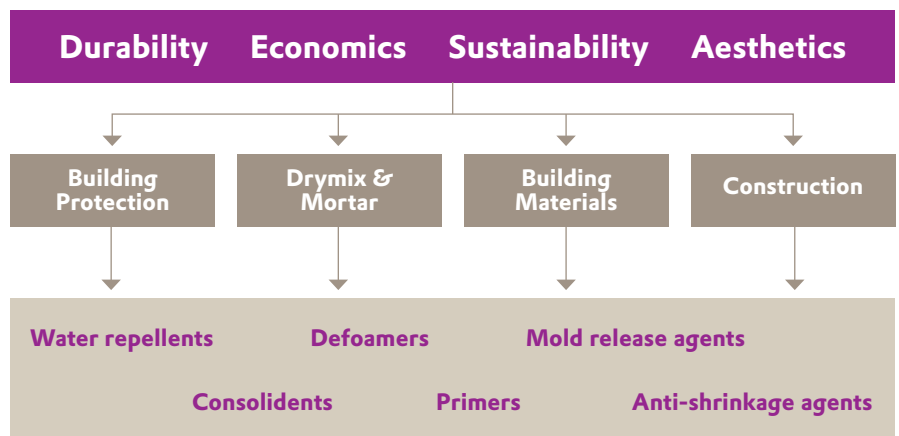 Durability Economics Sustainability Aesthetics
Building
Protection
Drymix &
Mortar
Building
Materials
Construction
Water repellents Defoamers Mold release agents
Consolidents Primers Anti-shrinkage agents